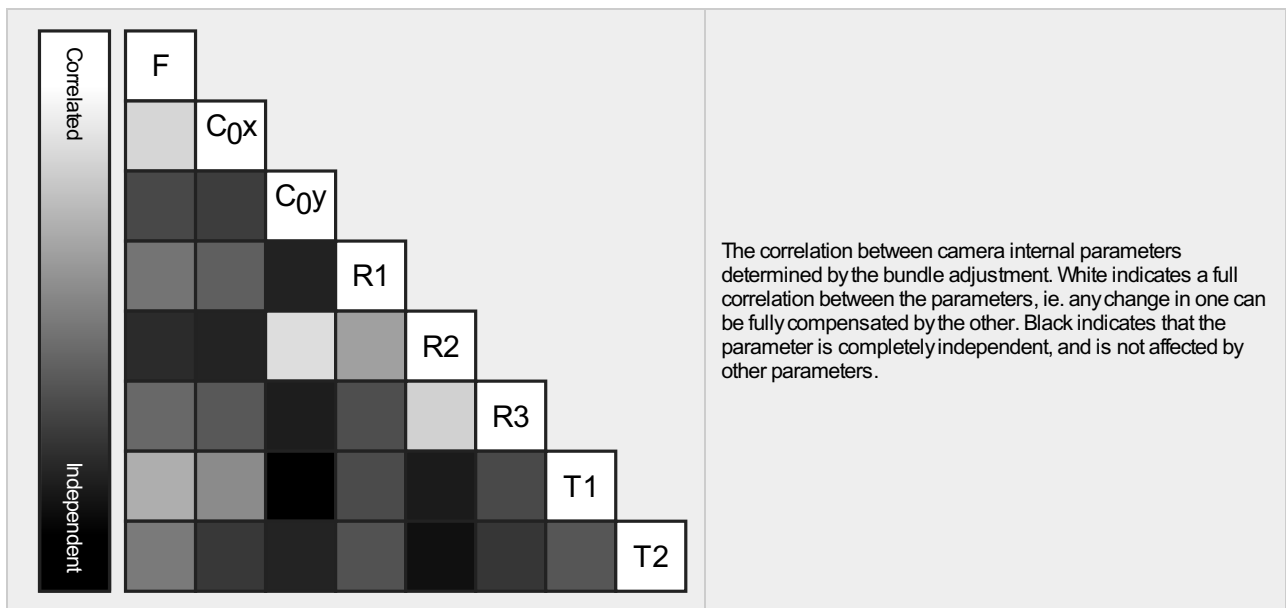 Correlated
Independent
F
C0x
C0y
R1
R2
R3
T1
T2
The correlation between camera internal parameters
determined by the bundle adjustment. White indicates a full
correlation between the parameters, ie. any change in one can
be fully compensated by the other. Black indicates that the
parameter is completely independent, and is not affected by
other parameters.